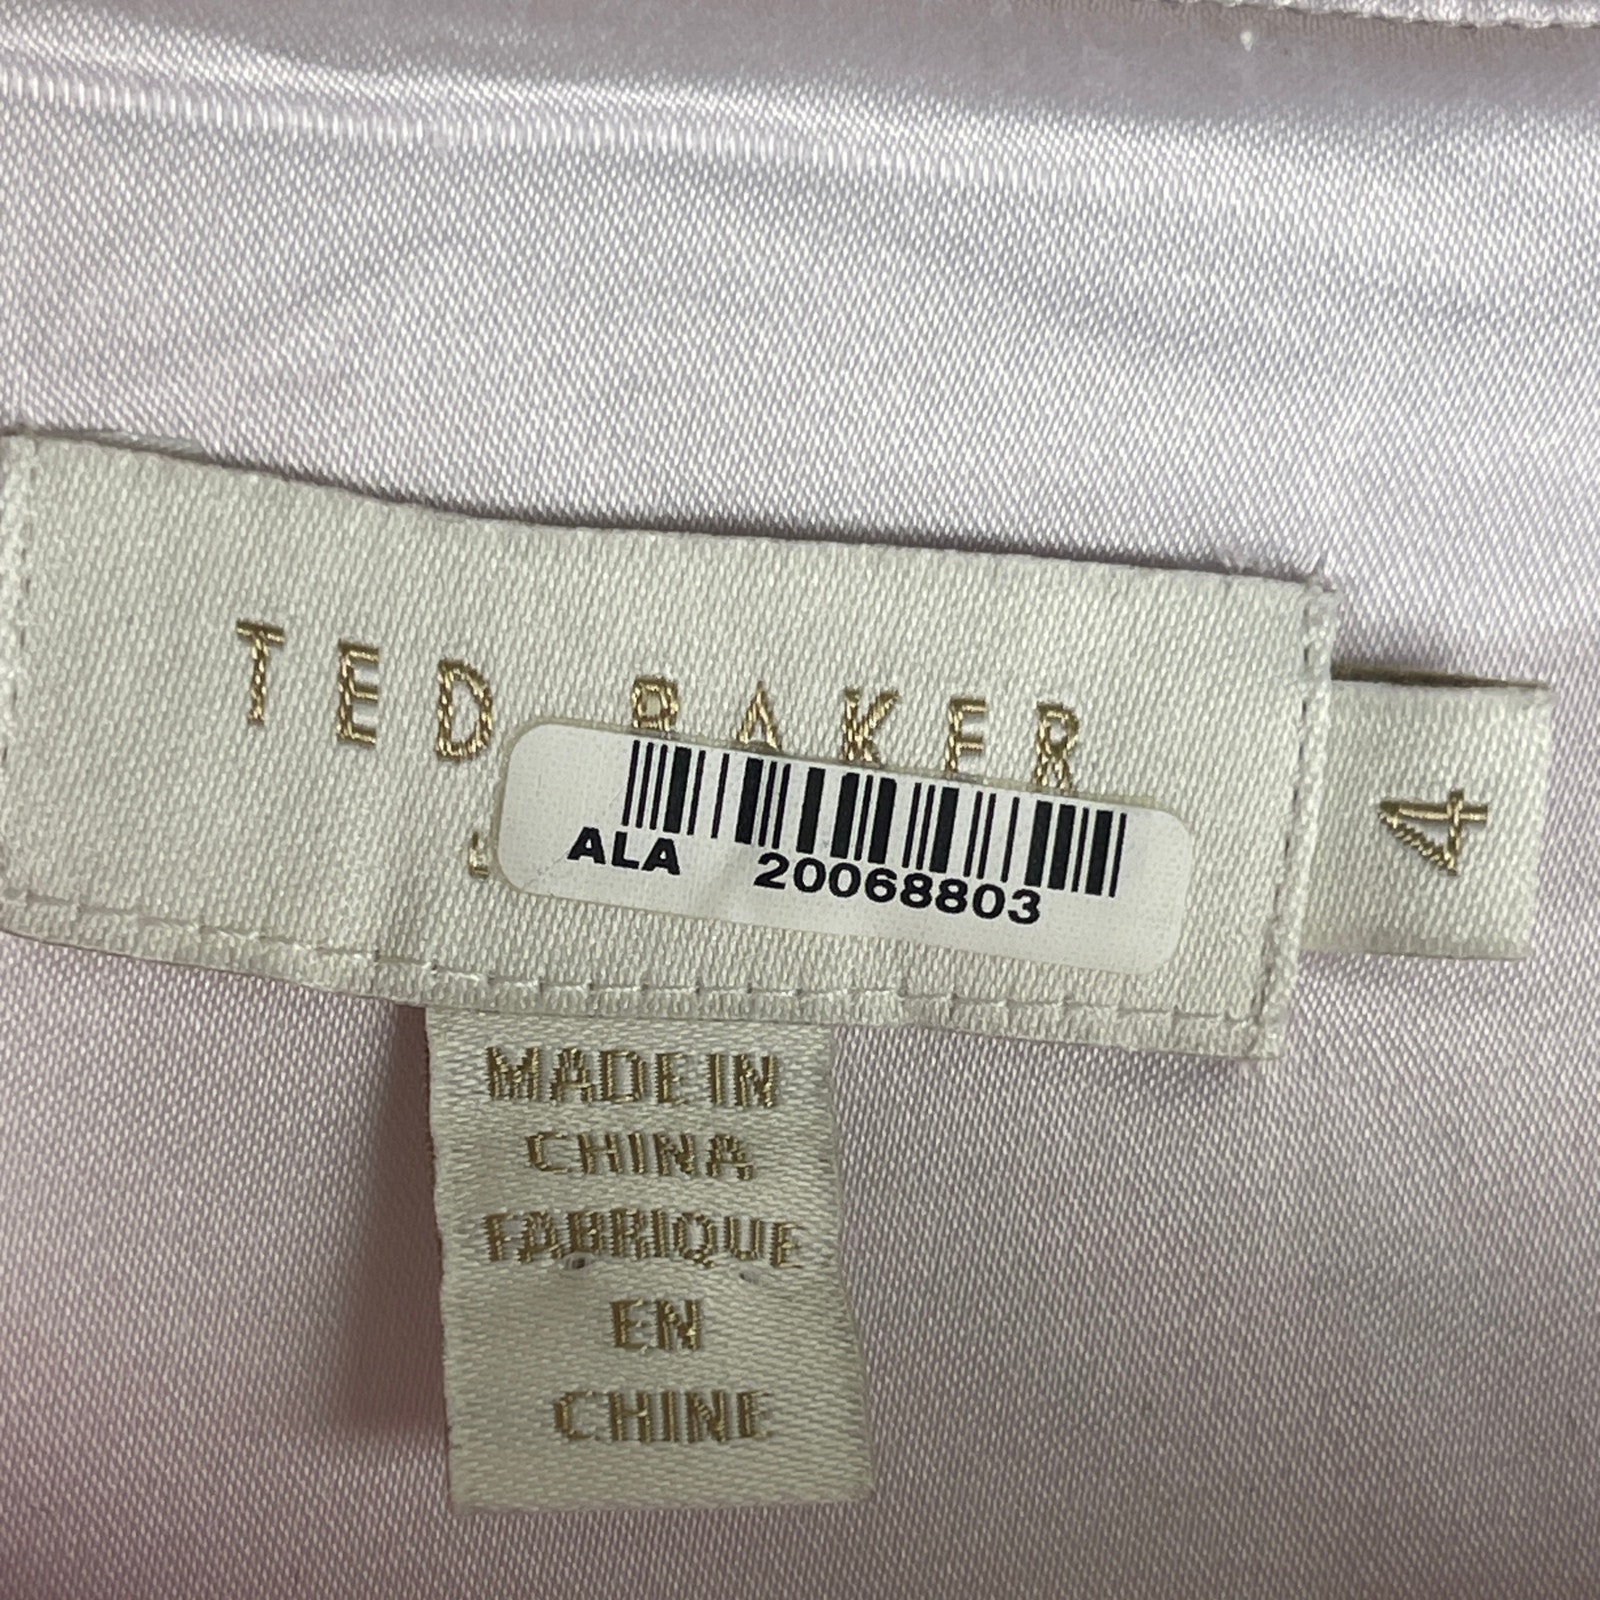 TED BAKER
ALA 20068803
4
MADE IN
CHINA
FABRIQUE
EN
CHINE